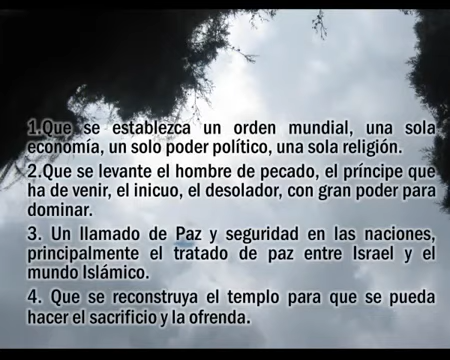 1.Que se establezca un orden mundial, una sola
economía, un solo poder político, una sola religión.
2.Que se levante el hombre de pecado, el príncipe que
ha de venir, el inicuo, el desolador, con gran poder para
dominar.
3. Un llamado de Paz y seguridad en las naciones,
principalmente el tratado de paz entre Israel y el
mundo Islámico.
4. Que se reconstruya el templo para que se pueda
hacer el sacrificio y la ofrenda.